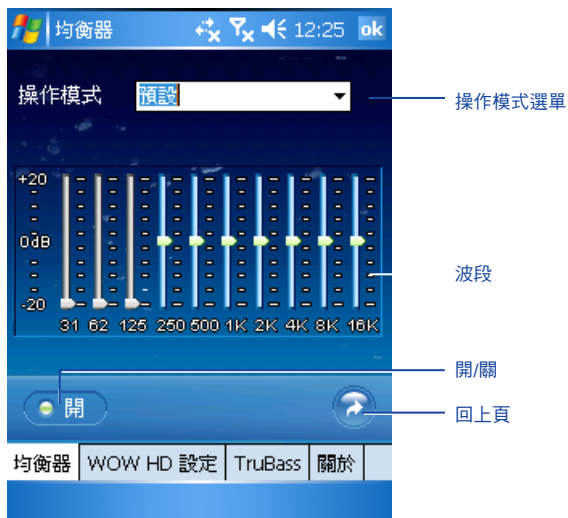 均衡器 12:25 ok
操作模式 預設
操作模式選單
+20
0dB
-20
波段
31 62 125 250 500 1K 2K 4K 8K 16K
開/關
開
回上頁
均衡器 WOW HD 設定 TruBass 關於